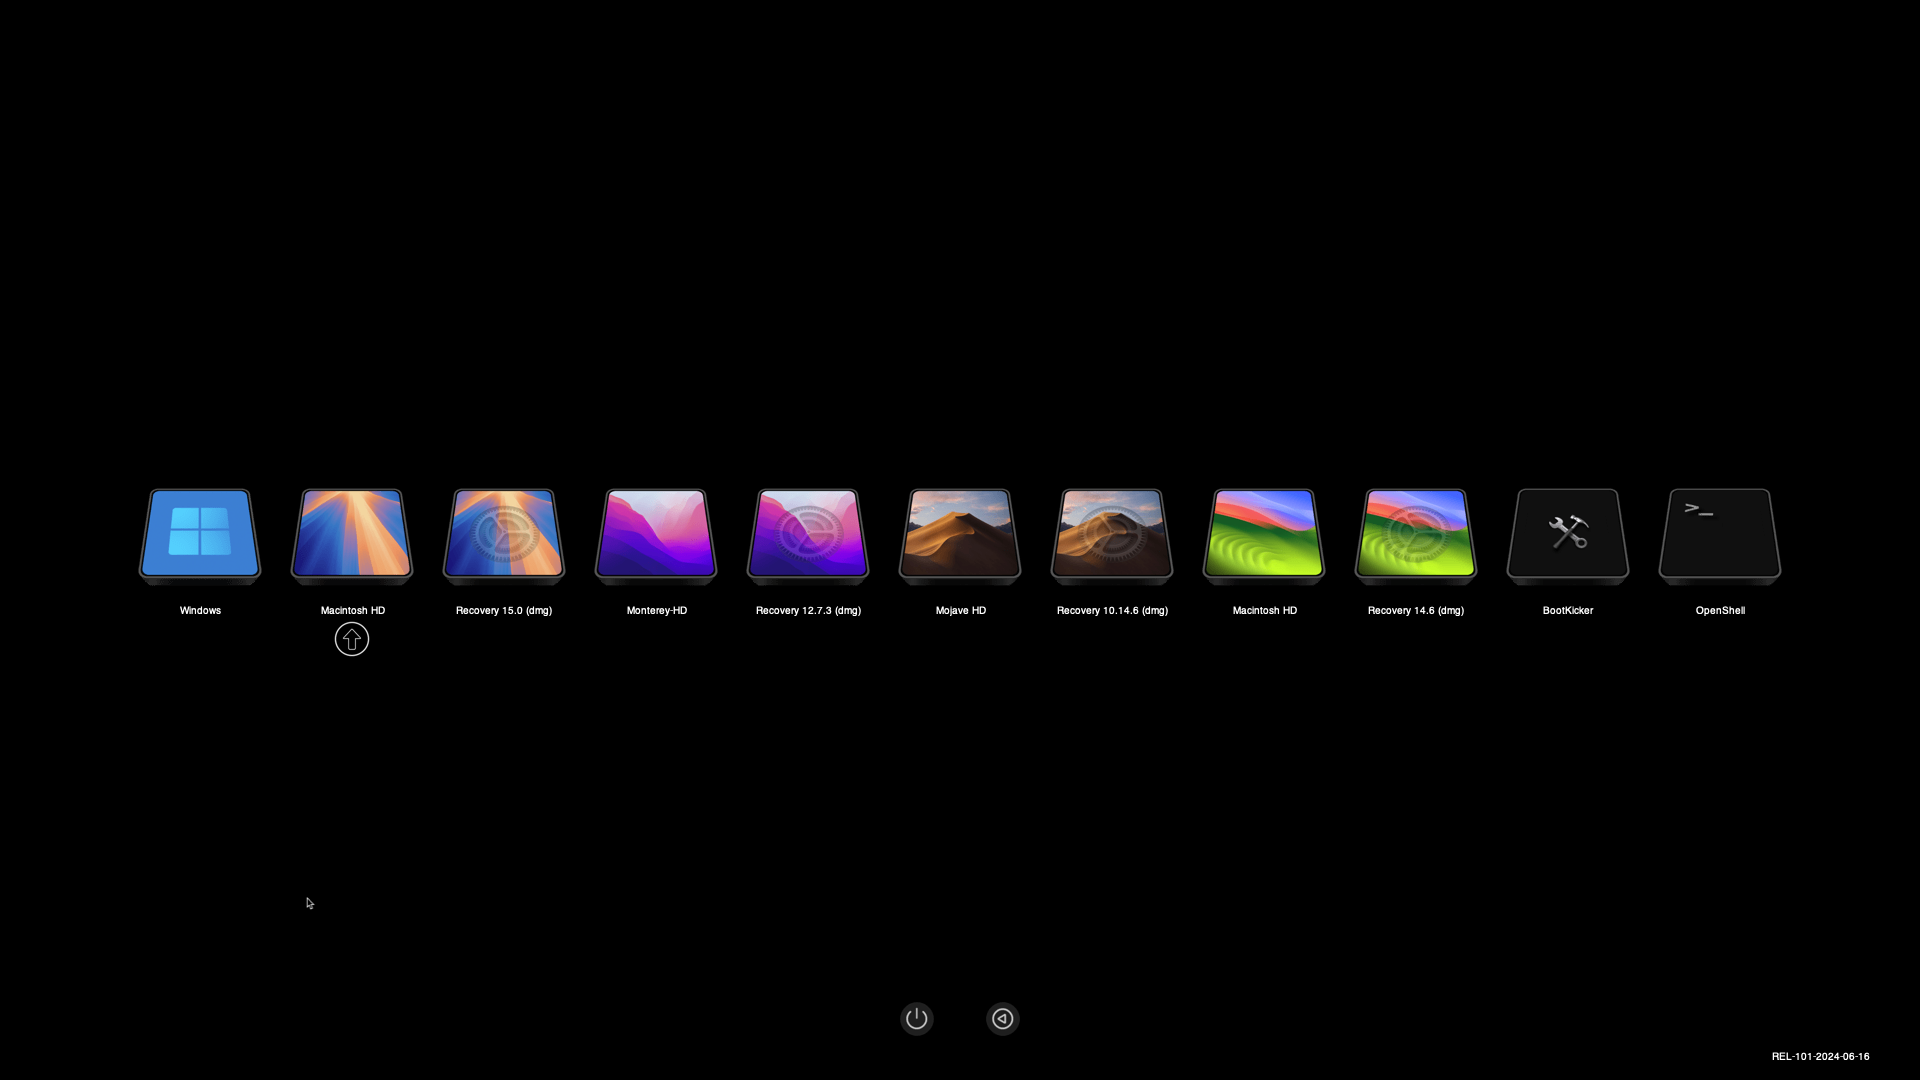 >_
Windows
Macintosh HD
Recovery 15.0 (dmg)
Monterey-HD
Recovery 12.7.3 (dmg)
Mojave HD
Recovery 10.14.6 (dmg)
Macintosh HD
Recovery 14.6 (dmg)
BootKicker
OpenShell
REL-101-2024-06-16